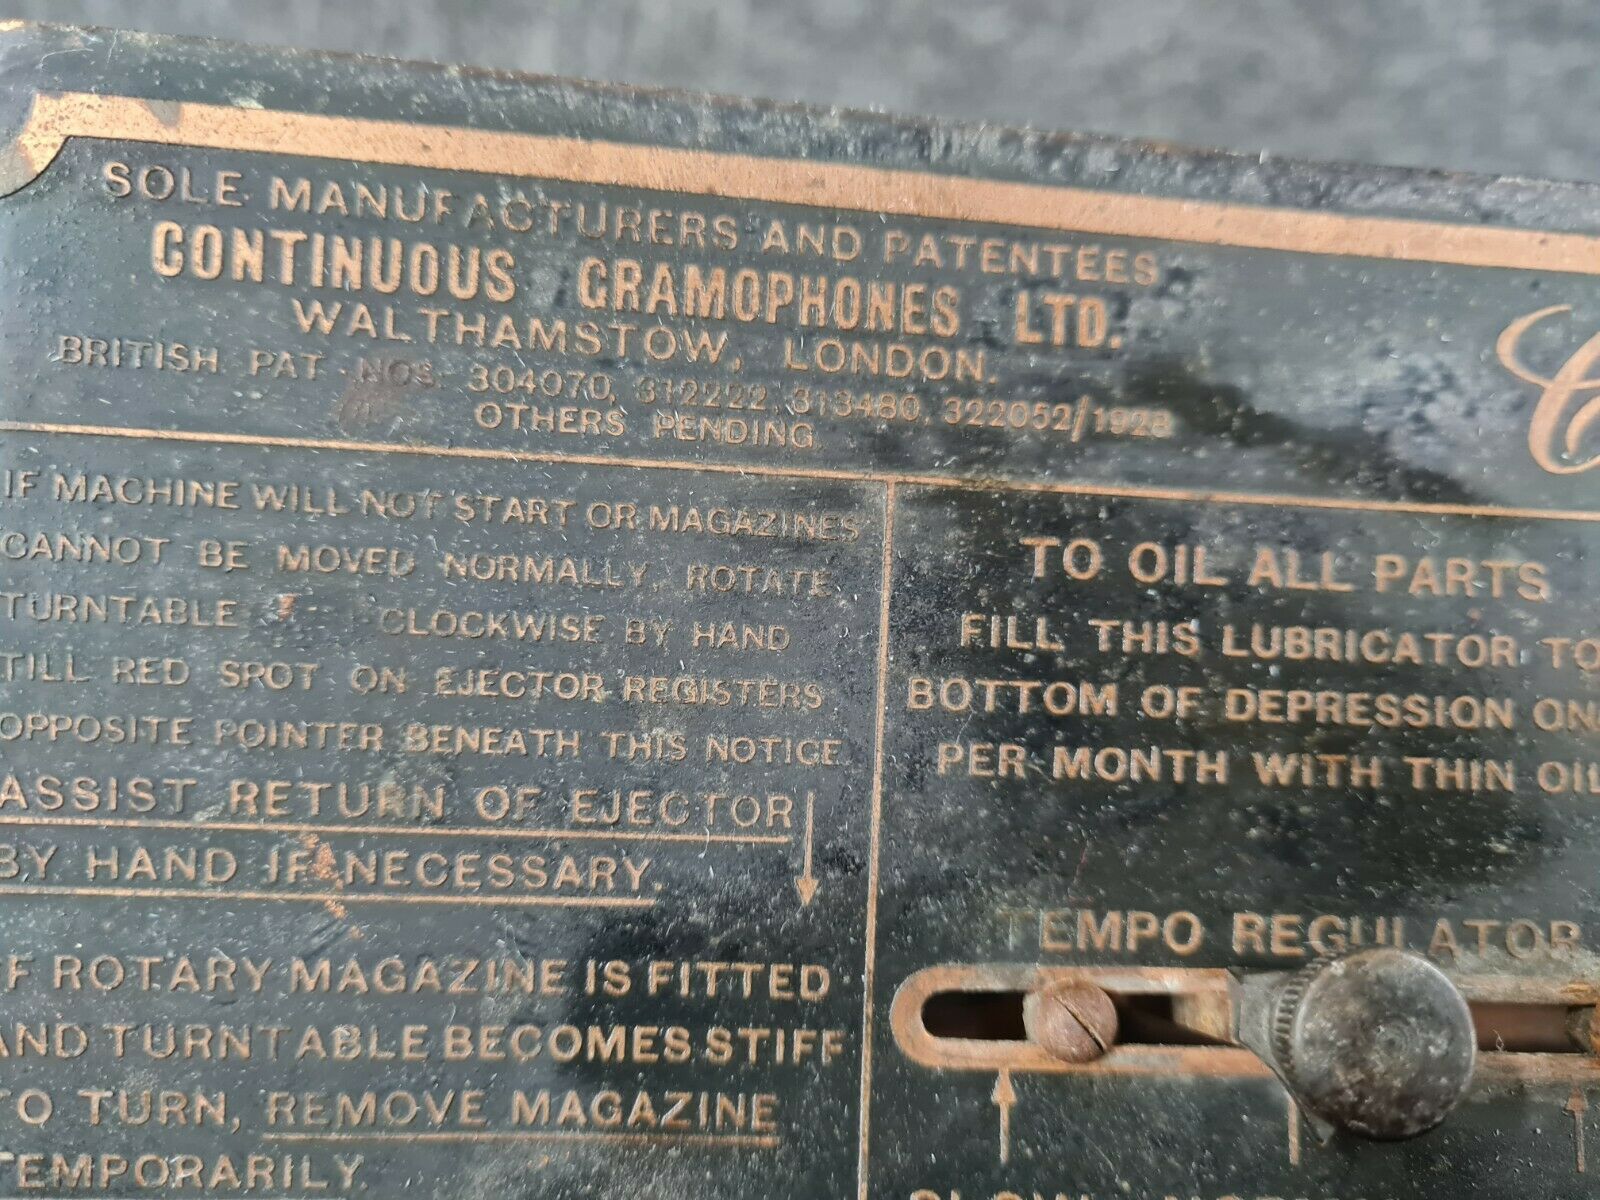 SOLE MANUFACTURERS AND PATENTEES
CONTINUOUS GRAMOPHONES LTD.
WALTHAMSTOW, LONDON.
BRITISH PAT NOS. 304070, 312222, 313480, 322052/1928
OTHERS PENDING.
IF MACHINE WILL NOT START OR MAGAZINES
CANNOT BE MOVED NORMALLY, ROTATE
TURNTABLE CLOCKWISE BY HAND
TILL RED SPOT ON EJECTOR REGISTERS
OPPOSITE POINTER BENEATH THIS NOTICE
ASSIST RETURN OF EJECTOR
BY HAND IF NECESSARY.
F ROTARY MAGAZINE IS FITTED
AND TURNTABLE BECOMES STIFF
TO TURN, REMOVE MAGAZINE
TEMPORARILY.
TO OIL ALL PARTS
FILL THIS LUBRICATOR TO
BOTTOM OF DEPRESSION ON
PER MONTH WITH THIN OIL
TEMPO REGULATOR